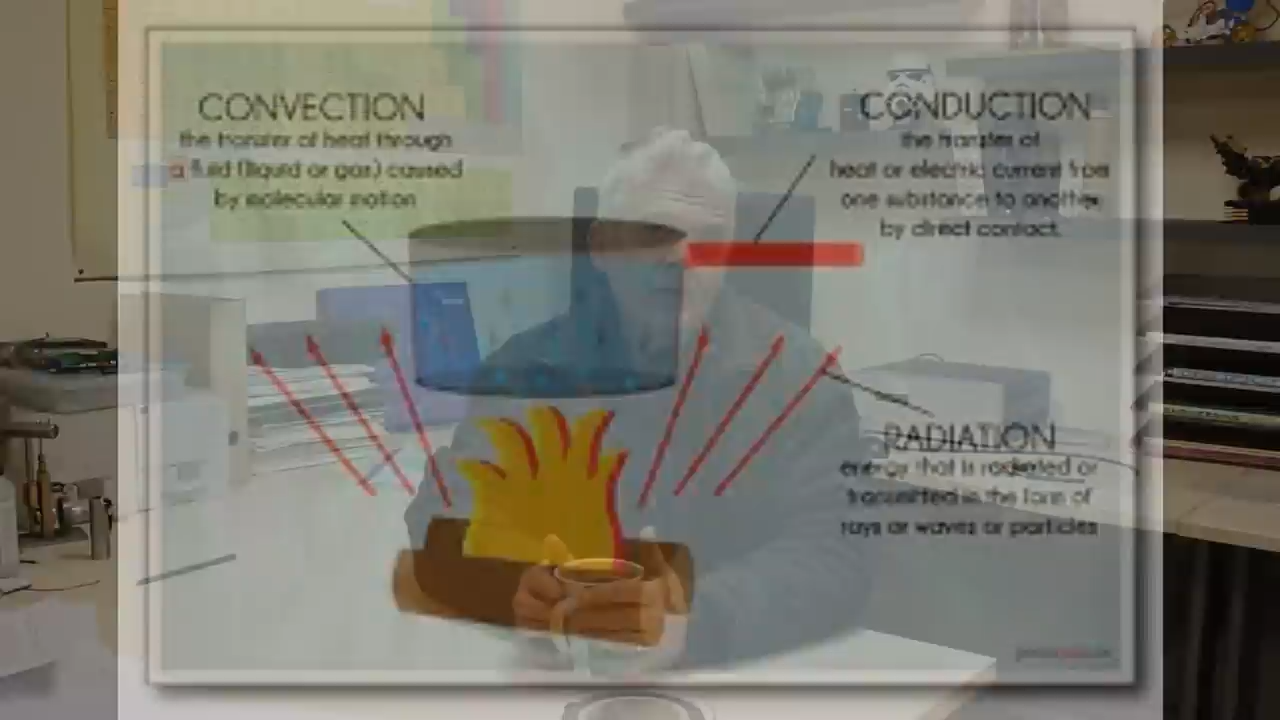 CONVECTION
the transfer of heat through
a fluid (liquid or gas) caused
by molecular motion
CONDUCTION
the transfer of
heat or electric current from
one substance to another
by direct contact.
RADIATION
energy that is radiated or
transmitted in the form of
rays or waves or particles